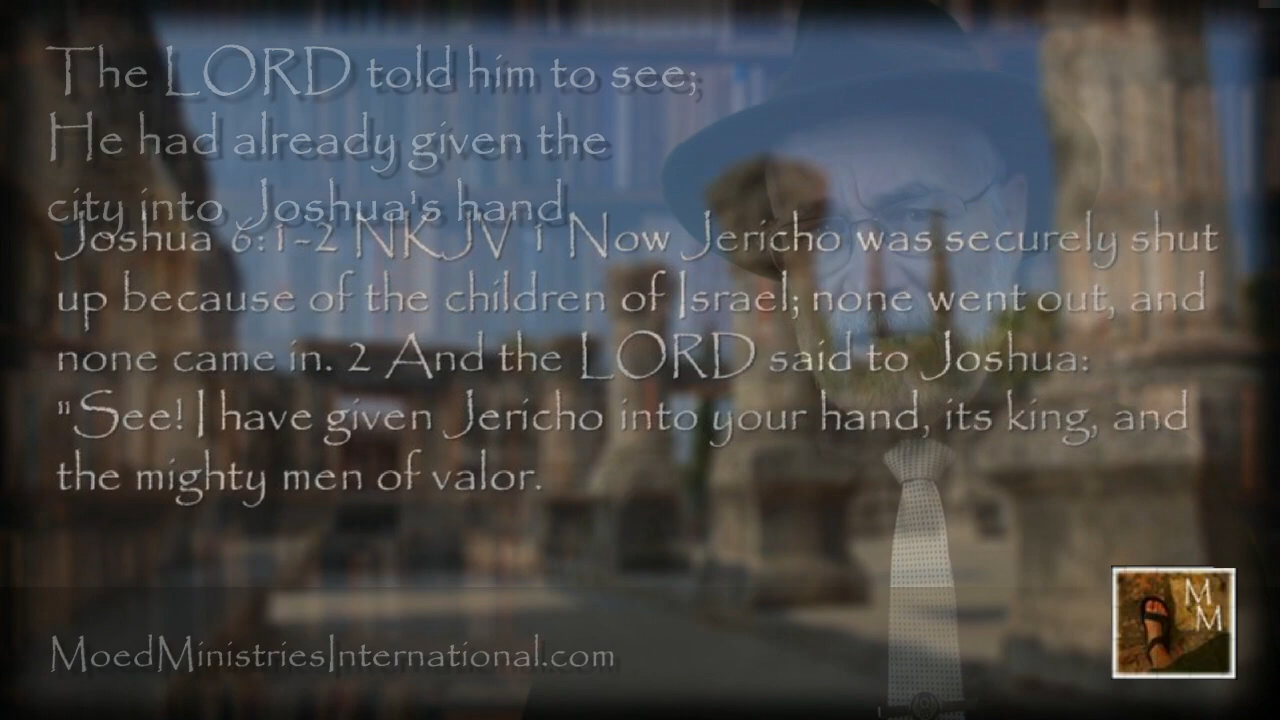 The LORD told him to see;
He had already given the
city into Joshua's hand
Joshua 6:1-2 NKJV 1 Now Jericho was securely shut
up because of the children of Israel; none went out, and
none came in. 2 And the LORD said to Joshua:
"See! I have given Jericho into your hand, its king, and
the mighty men of valor.
MoedMinistriesInternational.com
M
M